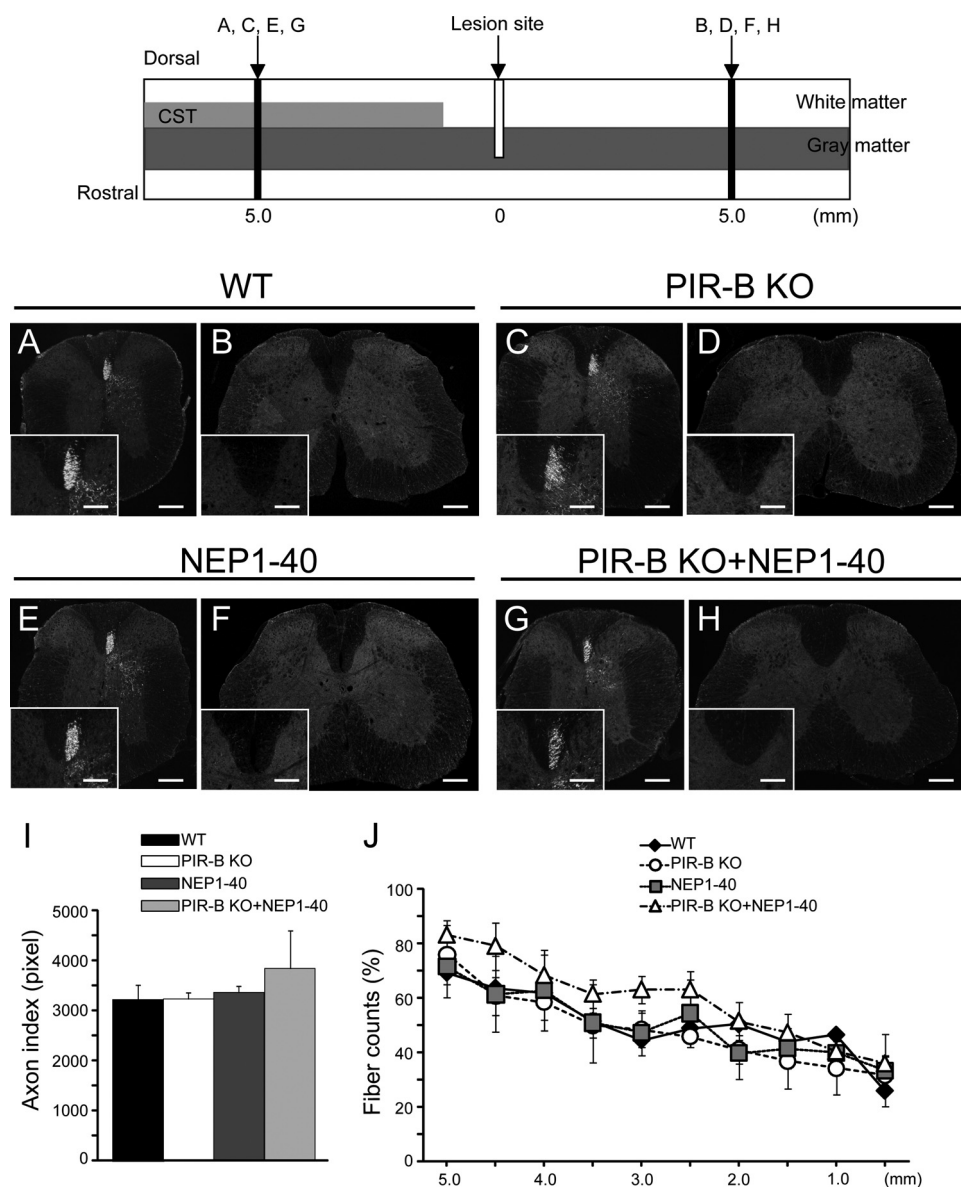 A, C, E, G
Lesion site
B, D, F, H
Dorsal
CST
White matter
Gray matter
Rostral
5.0
0
5.0
(mm)
WT
PIR-B KO
A
B
C
D
NEP1-40
PIR-B KO+NEP1-40
E
F
G
H
I
WT
PIR-B KO
NEP1-40
PIR-B KO+NEP1-40
Axon index (pixel)
5000
4000
3000
2000
1000
0
J
WT
PIR-B KO
NEP1-40
PIR-B KO+NEP1-40
Fiber counts (%)
100
80
60
40
20
0
5.0
4.0
3.0
2.0
1.0
(mm)